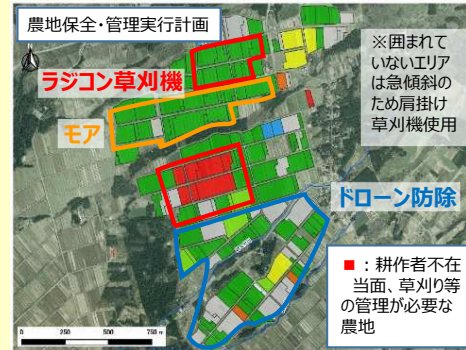 農地保全・管理実行計画
ラジコン草刈機
モア
※囲まれて
いないエリア
は急傾斜の
ため肩掛け
草刈機使用
ドローン防除
■：耕作者不在
当面、草刈り等
の管理が必要な
農地
0 250 500 750 m